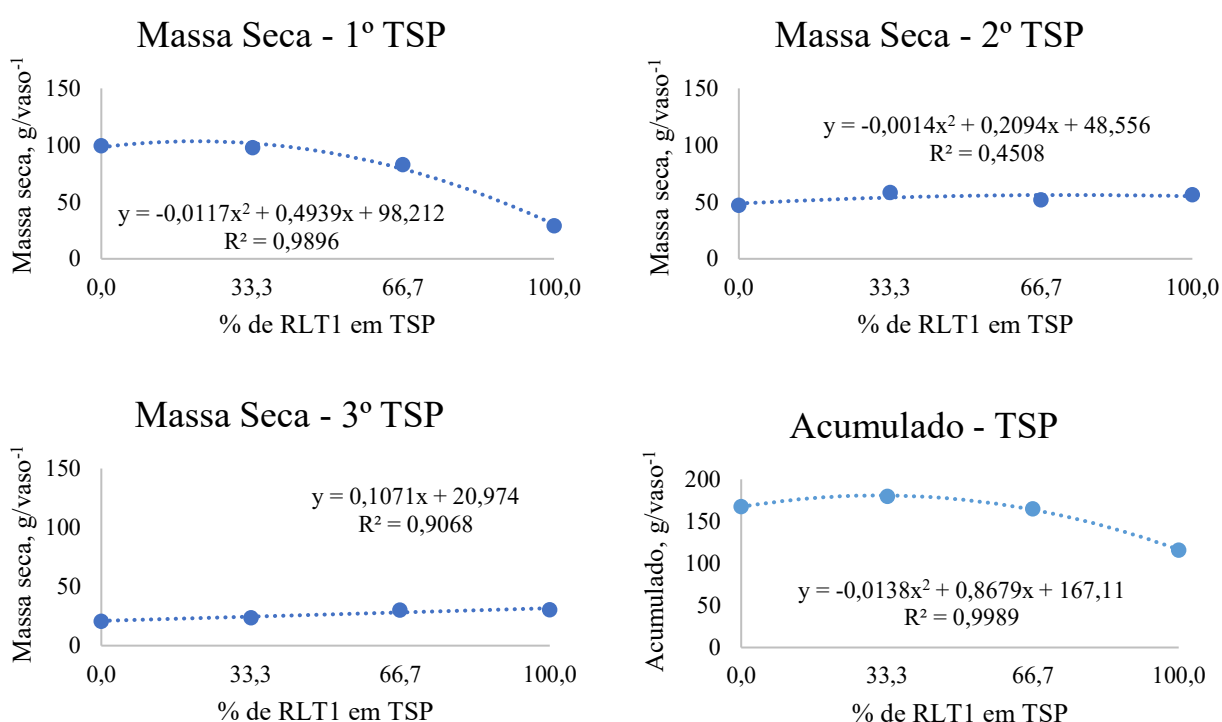 Massa Seca - 1º TSP
Massa seca, g/vaso⁻¹
150
100
50
0
y = -0,0117x² + 0,4939x + 98,212
R² = 0,9896
0,0 33,3 66,7 100,0
% de RLT1 em TSP
Massa Seca - 2º TSP
Massa seca, g/vaso⁻¹
150
100
50
0
y = -0,0014x² + 0,2094x + 48,556
R² = 0,4508
0,0 33,3 66,7 100,0
% de RLT1 em TSP
Massa Seca - 3º TSP
Massa seca, g/vaso⁻¹
150
100
50
0
y = 0,1071x + 20,974
R² = 0,9068
0,0 33,3 66,7 100,0
% de RLT1 em TSP
Acumulado - TSP
Acumulado, g/vaso⁻¹
200
150
100
50
0
y = -0,0138x² + 0,8679x + 167,11
R² = 0,9989
0,0 33,3 66,7 100,0
% de RLT1 em TSP